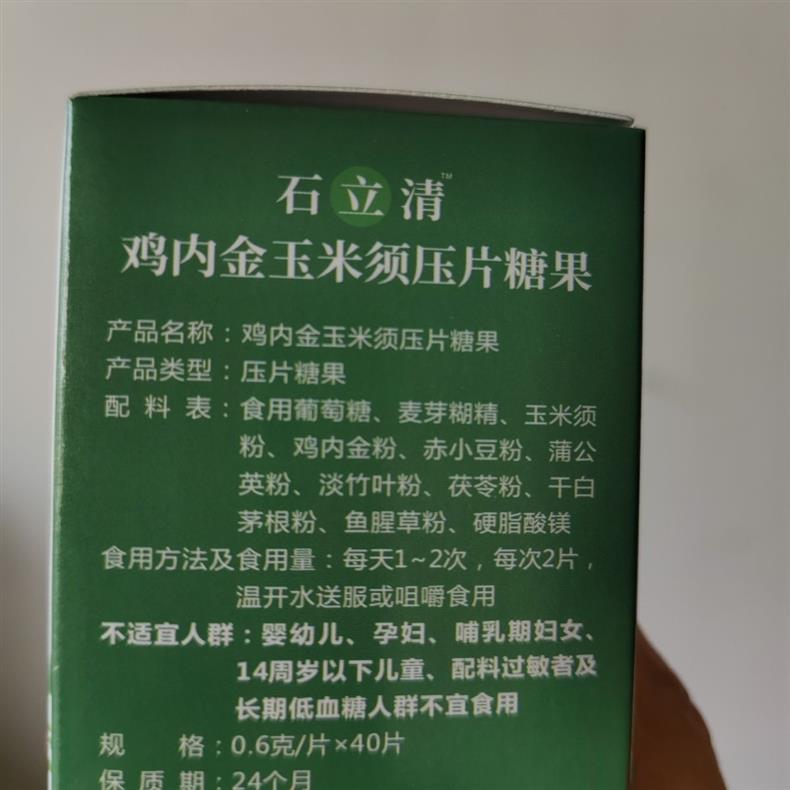 石立清™
鸡内金玉米须压片糖果
产品名称：鸡内金玉米须压片糖果
产品类型：压片糖果
配料表：食用葡萄糖、麦芽糊精、玉米须
粉、鸡内金粉、赤小豆粉、蒲公
英粉、淡竹叶粉、茯苓粉、干白
茅根粉、鱼腥草粉、硬脂酸镁
食用方法及食用量：每天1~2次，每次2片，
温开水送服或咀嚼食用
不适宜人群：婴幼儿、孕妇、哺乳期妇女、
14周岁以下儿童、配料过敏者及
长期低血糖人群不宜食用
规格：0.6克/片×40片
保质期：24个月